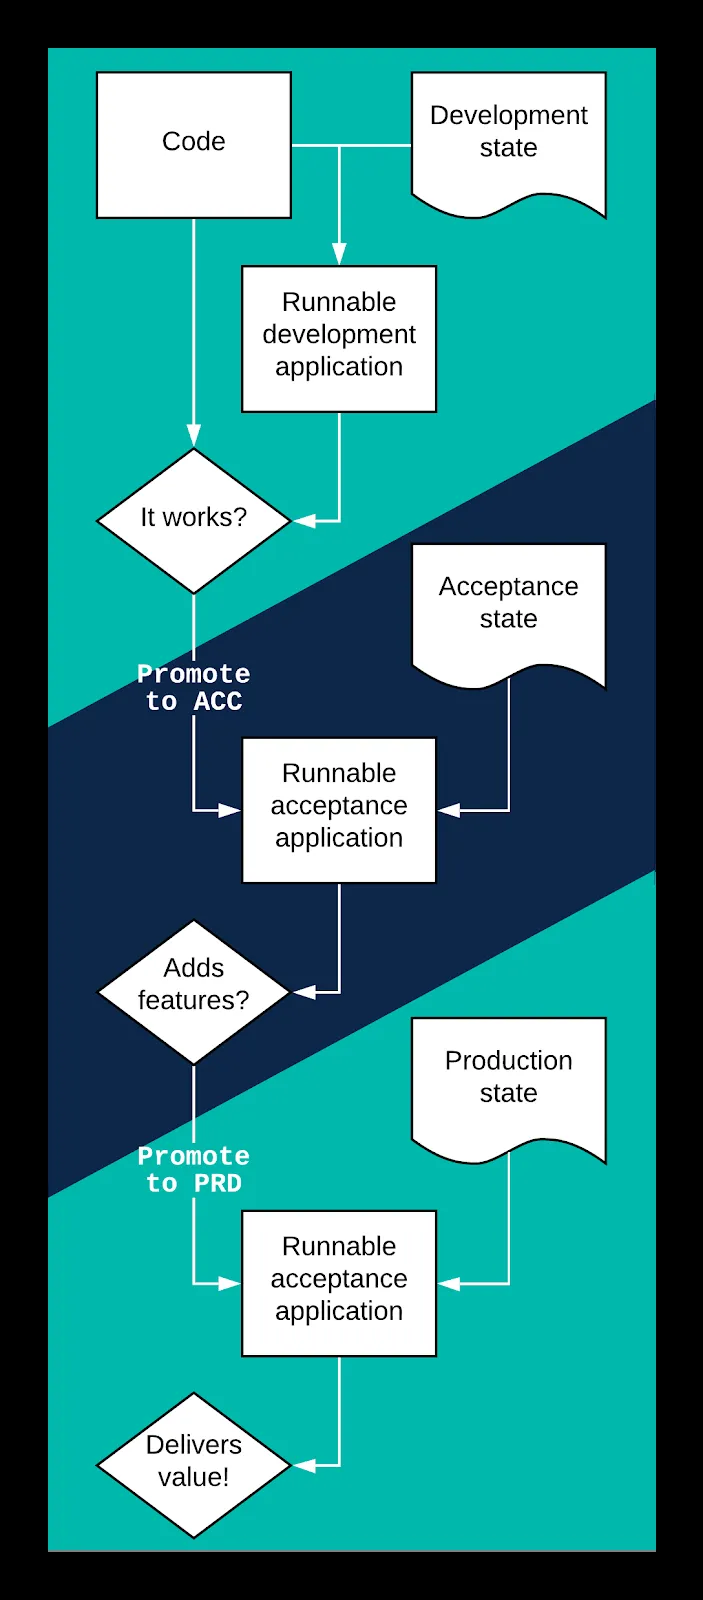 Code
Development
state
Runnable
development
application
It works?
Acceptance
state
Promote
to ACC
Runnable
acceptance
application
Adds
features?
Production
state
Promote
to PRD
Runnable
acceptance
application
Delivers
value!